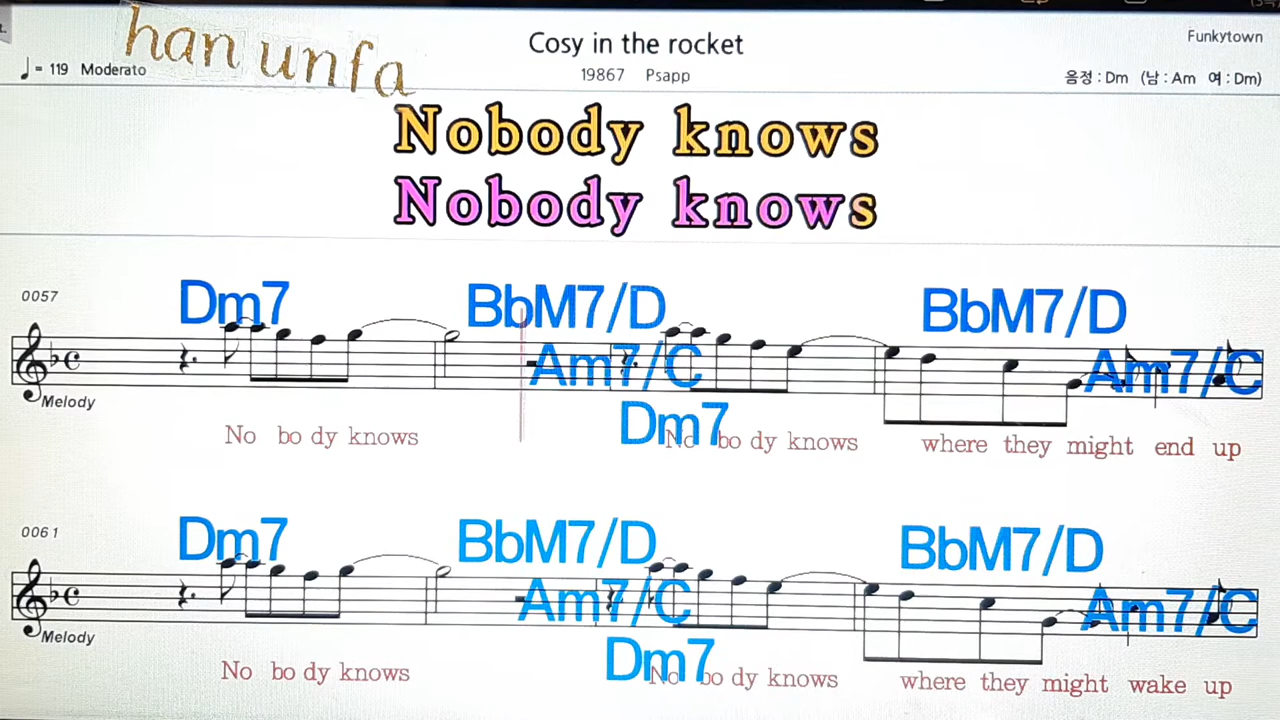 han unfa
Cosy in the rocket
Funkytown
♩ = 119 Moderato
19867 Psapp
음정 : Dm (남 : Am 여 : Dm)
Nobody knows
Nobody knows
0057
Dm7 BbM7/D BbM7/D
Am7/C Am7/C
Melody
Dm7
No bo dy knows No bo dy knows where they might end up
0061
Dm7 BbM7/D BbM7/D
Am7/C Am7/C
Melody
Dm7
No bo dy knows No bo dy knows where they might wake up